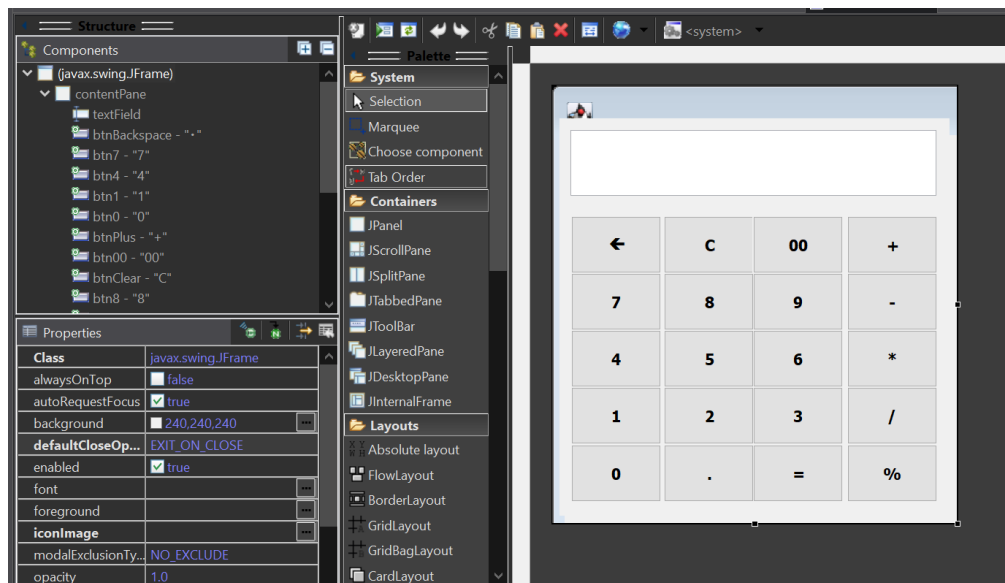 Structure
Components
(javax.swing.JFrame)
contentPane
textField
btnBackspace - "·"
btn7 - "7"
btn4 - "4"
btn1 - "1"
btn0 - "0"
btnPlus - "+"
btn00 - "00"
btnClear - "C"
btn8 - "8"
Properties
Class javax.swing.JFrame
alwaysOnTop false
autoRequestFocus true
background 240,240,240 ...
defaultCloseOp... EXIT_ON_CLOSE
enabled true
font ...
foreground ...
iconImage ...
modalExclusionTy... NO_EXCLUDE
opacity 1.0
<system>
Palette
System
Selection
Marquee
Choose component
Tab Order
Containers
JPanel
JScrollPane
JSplitPane
JTabbedPane
JToolBar
JLayeredPane
JDesktopPane
JInternalFrame
Layouts
Absolute layout
FlowLayout
BorderLayout
GridLayout
GridBagLayout
CardLayout
← C 00 +
7 8 9 -
4 5 6 *
1 2 3 /
0 . = %